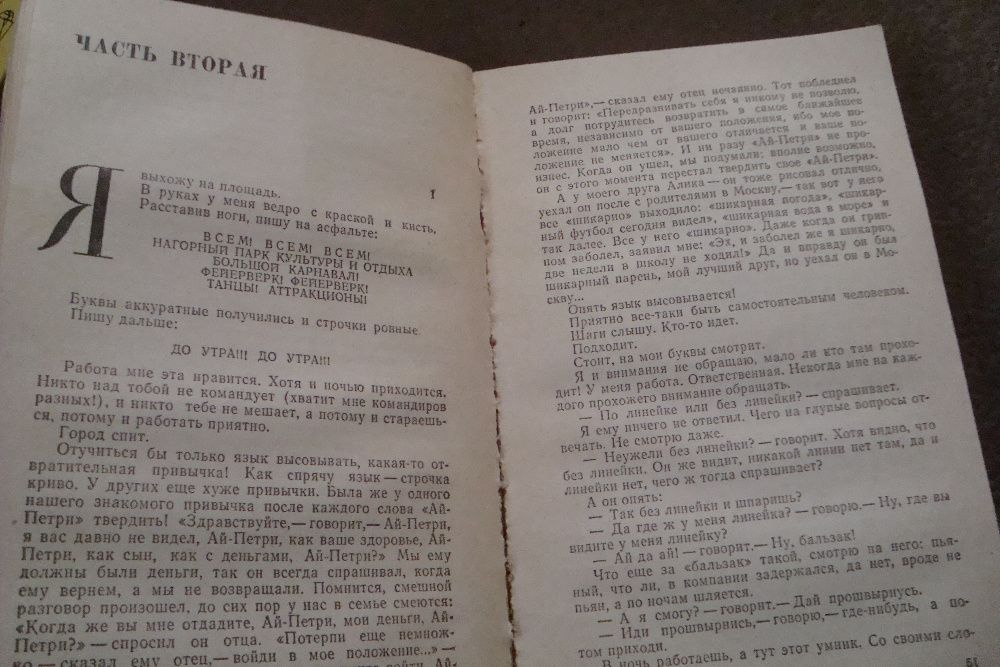 ЧАСТЬ ВТОРАЯ
1
Я выхожу на площадь.
В руках у меня ведро с краской и кисть,
Расставив ноги, пишу на асфальте:
ВСЕМ! ВСЕМ! ВСЕМ!
НАГОРНЫЙ ПАРК КУЛЬТУРЫ И ОТДЫХА
БОЛЬШОЙ КАРНАВАЛ!
ФЕЙЕРВЕРК! ФЕЙЕРВЕРК!
ТАНЦЫ! АТТРАКЦИОНЫ!
Буквы аккуратные получились и строчки ровные.
Пишу дальше:
ДО УТРА!!! ДО УТРА!!!
Работа мне эта нравится. Хотя и ночью приходится.
Никто над тобой не командует (хватит мне командиров
разных!), и никто тебе не мешает, а потому и стараешь-
ся, потому и работать приятно.
Город спит.
Отучиться бы только язык высовывать, какая-то от-
вратительная привычка! Как спрячу язык — строчка
криво. У других еще хуже привычки. Была же у одного
нашего знакомого привычка после каждого слова «Ай-
Петри» твердить! «Здравствуйте,— говорит,— Ай-Петри,
я вас давно не видел, Ай-Петри, как ваше здоровье, Ай-
Петри, как сын, как с деньгами, Ай-Петри?» Мы ему
должны были деньги, так он всегда спрашивал, когда
ему вернем, а мы не возвращали. Помнится, смешной
разговор произошел, до сих пор у нас в семье смеются:
«Когда же вы мне отдадите, Ай-Петри, мои деньги, Ай-
Петри?» — спросил он отца. «Потерпи еще немнож-
ко,— сказал ему отец,— войди в мое положение...» —
Ай-Петри»,— сказал ему отец нечаянно. Тот побледнел
и говорит: «Передразнивать себя я никому не позволю,
а долг потрудитесь возвратить в самое ближайшее
время, независимо от вашего положения, ибо мое по-
ложение мало чем от вашего отличается и ваше по-
ложение не меняется». И ни разу «Ай-Петри» не про-
изнес. Когда он ушел, мы подумали: вполне возможно,
он с этого момента перестал твердить свое «Ай-Петри».
А у моего друга Алика — он тоже рисовал отлично,
уехал он после с родителями в Москву,— так вот у него
все «шикарно» выходило: «шикарная погода», «шикар-
ный футбол сегодня видел», «шикарная вода в море» и
так далее. Все у него «шикарно». Даже когда он грип-
пом заболел, заявил мне: «Эх, и заболел же я шикарно,
две недели в школу не ходил!» Да и вправду он был
шикарный парень, мой лучший друг, но уехал он в Мо-
скву...
Опять язык высовывается!
Приятно все-таки быть самостоятельным человеком.
Шаги слышу. Кто-то идет.
Подходит.
Стоит, на мои буквы смотрит.
Я и внимания не обращаю, мало ли кто там прохо-
дит! У меня работа. Ответственная. Некогда мне на каж-
дого прохожего внимание обращать.
— По линейке или без линейки? — спрашивает.
Я ему ничего не ответил. Чего на глупые вопросы от-
вечать. Не смотрю даже.
— Неужели без линейки? — говорит. Хотя видно, что
без линейки. Он же видит, никакой линии нет там, да и
линейки нет, чего ж тогда спрашивает?
А он опять:
— Так без линейки и шпаришь?
— Да где ж у меня линейка? — говорю.— Ну, где вы
видите у меня линейку?
— Ай да ай! — говорит.— Ну, бальзак!
Что еще за «бальзак» такой, смотрю на него: пья-
ный, что ли, в компании задержался, да нет, вроде не
пьян, а по ночам шляется.
— А я смогу? — говорит.— Дай прошвырнусь.
— Иди прошвырнись,— говорю,— где-нибудь, а по-
том приходи.
В ночь работаешь, а тут этот умник. Со своими сло-
51